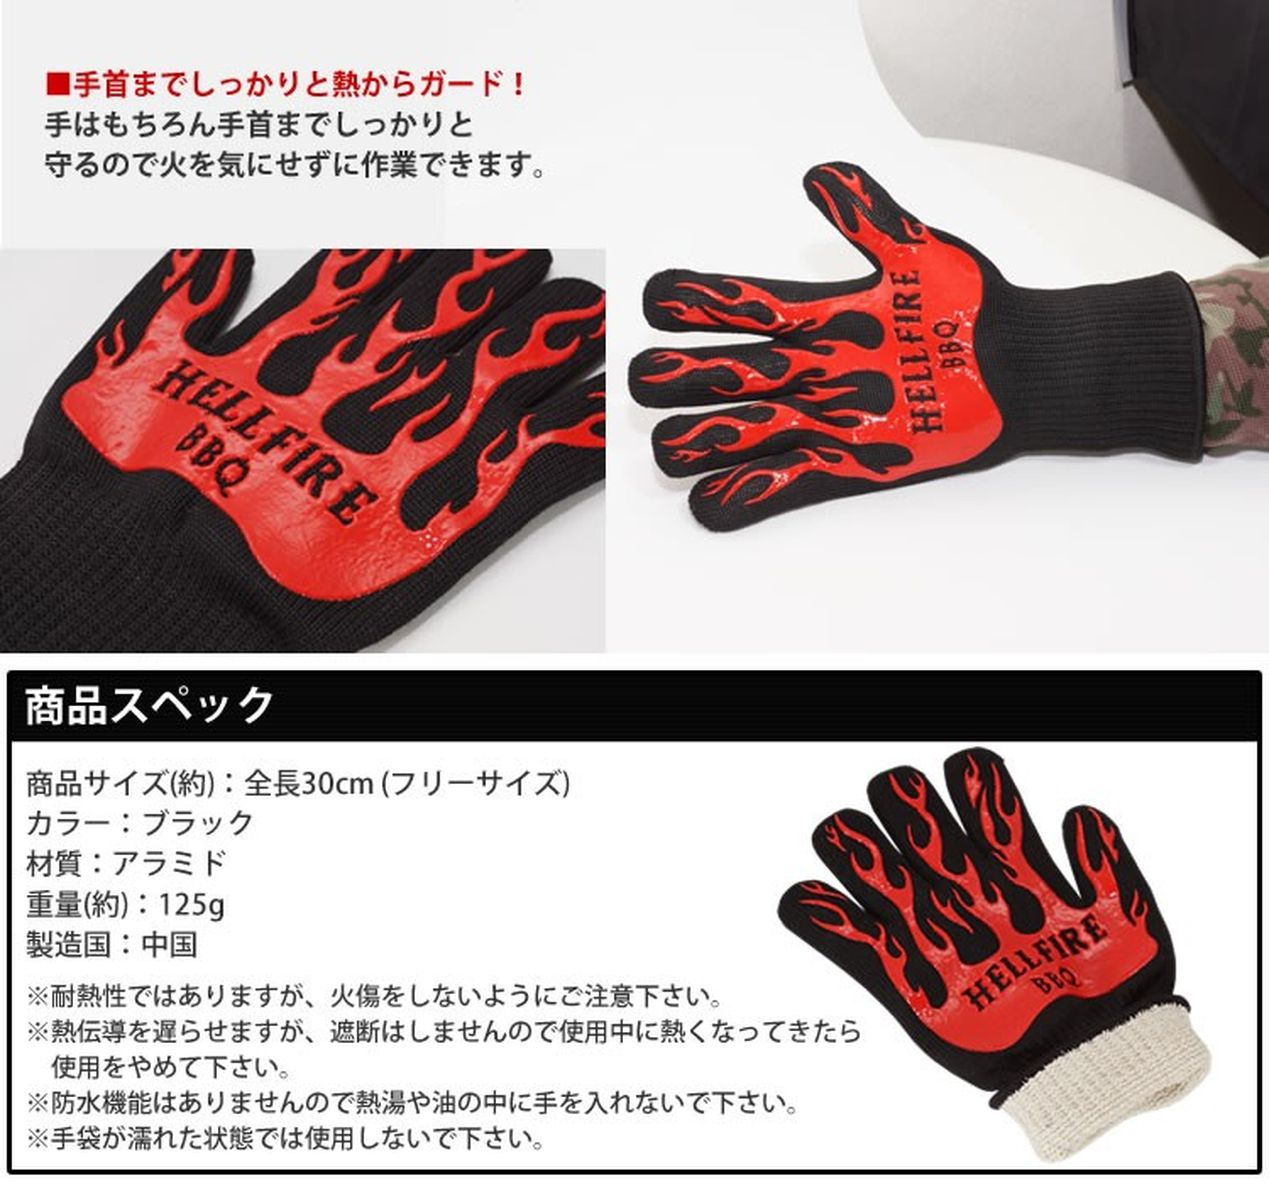 ■手首までしっかりと熱からガード！
手はもちろん手首までしっかりと
守るので火を気にせずに作業できます。
HELLFIRE
BBQ
HELLFIRE
BBQ
商品スペック
商品サイズ(約)：全長30cm (フリーサイズ)
カラー：ブラック
材質：アラミド
重量(約)：125g
製造国：中国
※耐熱性ではありますが、火傷をしないようにご注意下さい。
※熱伝導を遅らせますが、遮断はしませんので使用中に熱くなってきたら
使用をやめて下さい。
※防水機能はありませんので熱湯や油の中に手を入れないで下さい。
※手袋が濡れた状態では使用しないで下さい。
HELLFIRE
BBQ